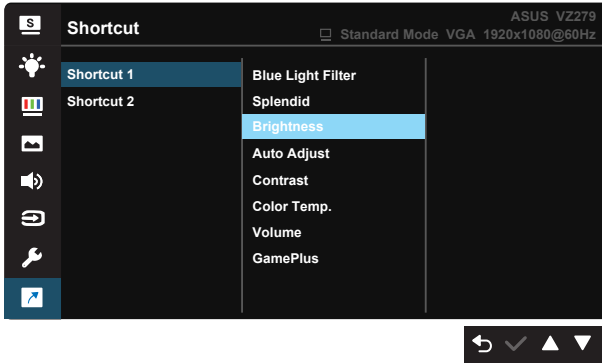 S
Shortcut
ASUS VZ279
Standard Mode VGA 1920x1080@60Hz
Shortcut 1
Shortcut 2
Blue Light Filter
Splendid
Brightness
Auto Adjust
Contrast
Color Temp.
Volume
GamePlus